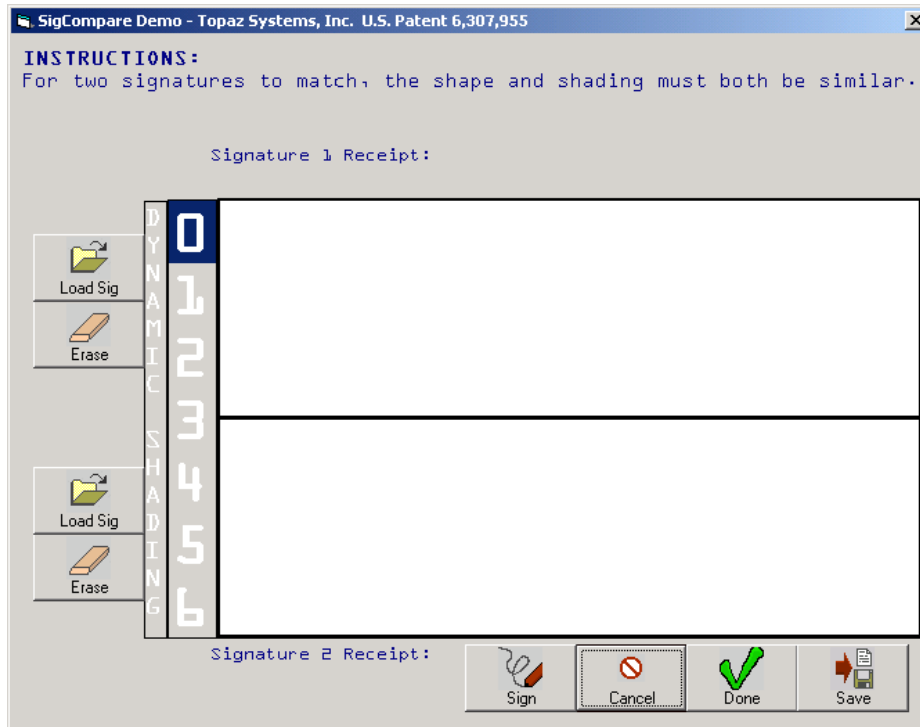 SigCompare Demo - Topaz Systems, Inc. U.S. Patent 6,307,955
INSTRUCTIONS:
For two signatures to match, the shape and shading must both be similar.
Signature 1 Receipt:
DYNAMIC SHADING
0
1
2
3
4
5
6
Load Sig
Erase
Load Sig
Erase
Signature 2 Receipt:
Sign
Cancel
Done
Save